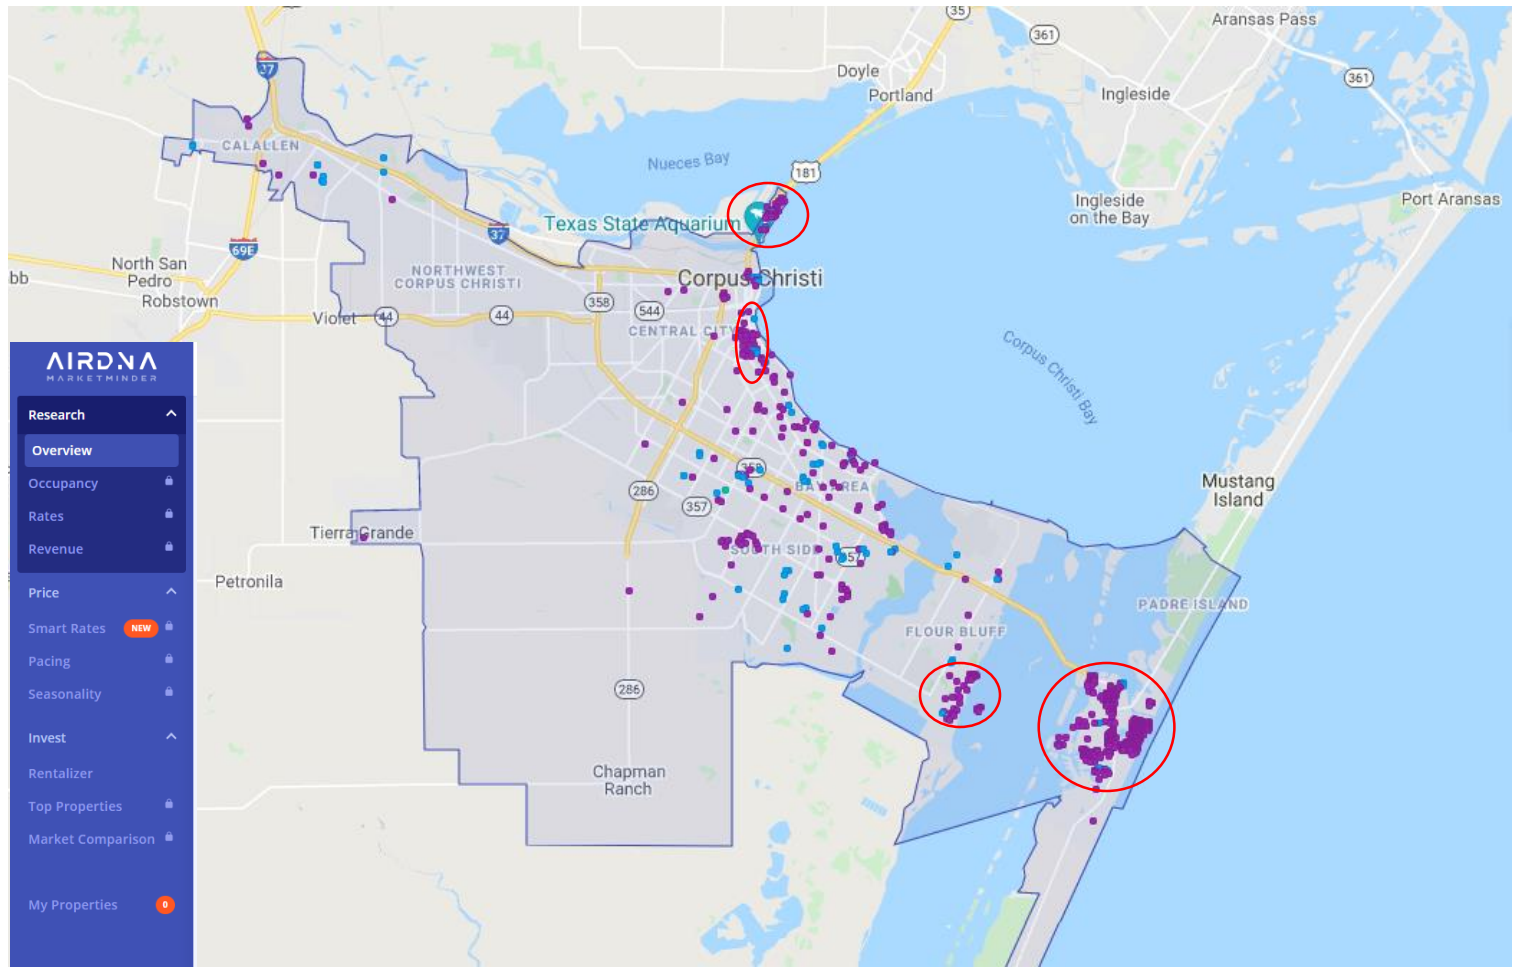 35
Aransas Pass
361
361
Doyle
Portland
Ingleside
37
CALALLEN
Nueces Bay
181
Ingleside
on the Bay
Port Aransas
Texas State Aquarium
37
69E
North San
Pedro
Robstown
bb
NORTHWEST
CORPUS CHRISTI
Corpus Christi
358
544
Violet
44
44
CENTRAL CITY
Corpus Christi Bay
AIRDNA
MARKETMINDER
Research
Overview
Occupancy
Rates
Revenue
Price
Smart Rates NEW
Pacing
Seasonality
Invest
Rentalizer
Top Properties
Market Comparison
My Properties 0
358
286
357
BAY AREA
Mustang
Island
Tierra Grande
SOUTH SIDE
357
Petronila
PADRE ISLAND
FLOUR BLUFF
286
Chapman
Ranch